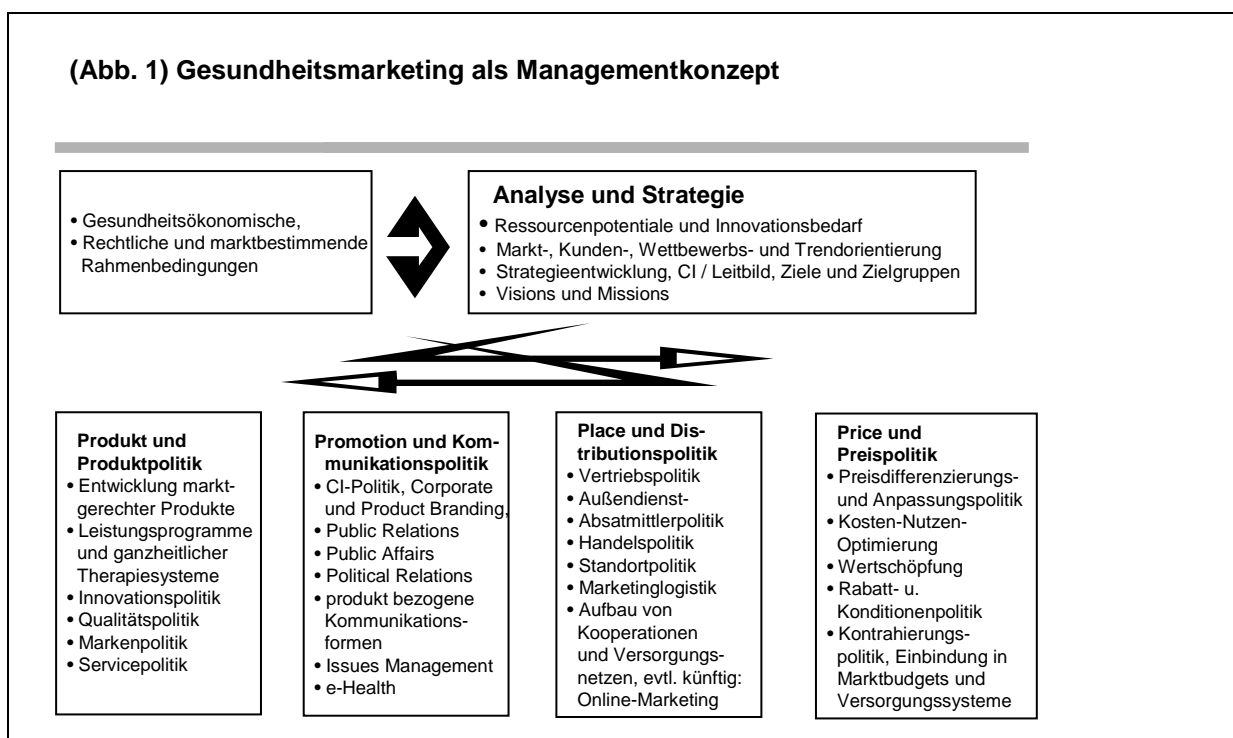 (Abb. 1) Gesundheitsmarketing als Managementkonzept
• Gesundheitsökonomische,
• Rechtliche und marktbestimmende
Rahmenbedingungen
Analyse und Strategie
• Ressourcenpotentiale und Innovationsbedarf
• Markt-, Kunden-, Wettbewerbs- und Trendorientierung
• Strategieentwicklung, CI / Leitbild, Ziele und Zielgruppen
• Visions und Missions
Produkt und
Produktpolitik
• Entwicklung markt-
gerechter Produkte
• Leistungsprogramme
und ganzheitlicher
Therapiesysteme
• Innovationspolitik
• Qualitätspolitik
• Markenpolitik
• Servicepolitik
Promotion und Kom-
munikationspolitik
• CI-Politik, Corporate
und Product Branding,
• Public Relations
• Public Affairs
• Political Relations
• produkt bezogene
Kommunikations-
formen
• Issues Management
• e-Health
Place und Dis-
tributionspolitik
• Vertriebspolitik
• Außendienst-
• Absatmittlerpolitik
• Handelspolitik
• Standortpolitik
• Marketinglogistik
• Aufbau von
Kooperationen
und Versorgungs-
netzen, evtl. künftig:
Online-Marketing
Price und
Preispolitik
• Preisdifferenzierungs-
und Anpassungspolitik
• Kosten-Nutzen-
Optimierung
• Wertschöpfung
• Rabatt- u.
Konditionenpolitik
• Kontrahierungs-
politik, Einbindung in
Marktbudgets und
Versorgungssysteme